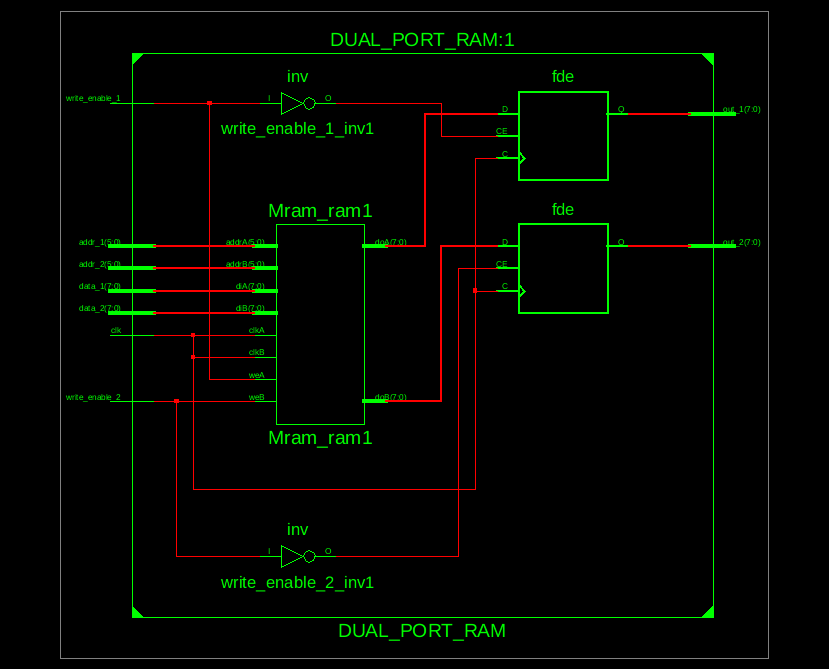 DUAL_PORT_RAM:1
inv
fde
write_enable_1
I
O
D
Q
out_1(7:0)
write_enable_1_inv1
CE
C
Mram_ram1
fde
addr_1(5:0)
addrA(5:0)
doA(7:0)
D
Q
out_2(7:0)
addr_2(5:0)
addrB(5:0)
CE
data_1(7:0)
diA(7:0)
C
data_2(7:0)
diB(7:0)
clk
clkA
clkB
weA
write_enable_2
weB
doB(7:0)
Mram_ram1
inv
I
O
write_enable_2_inv1
DUAL_PORT_RAM